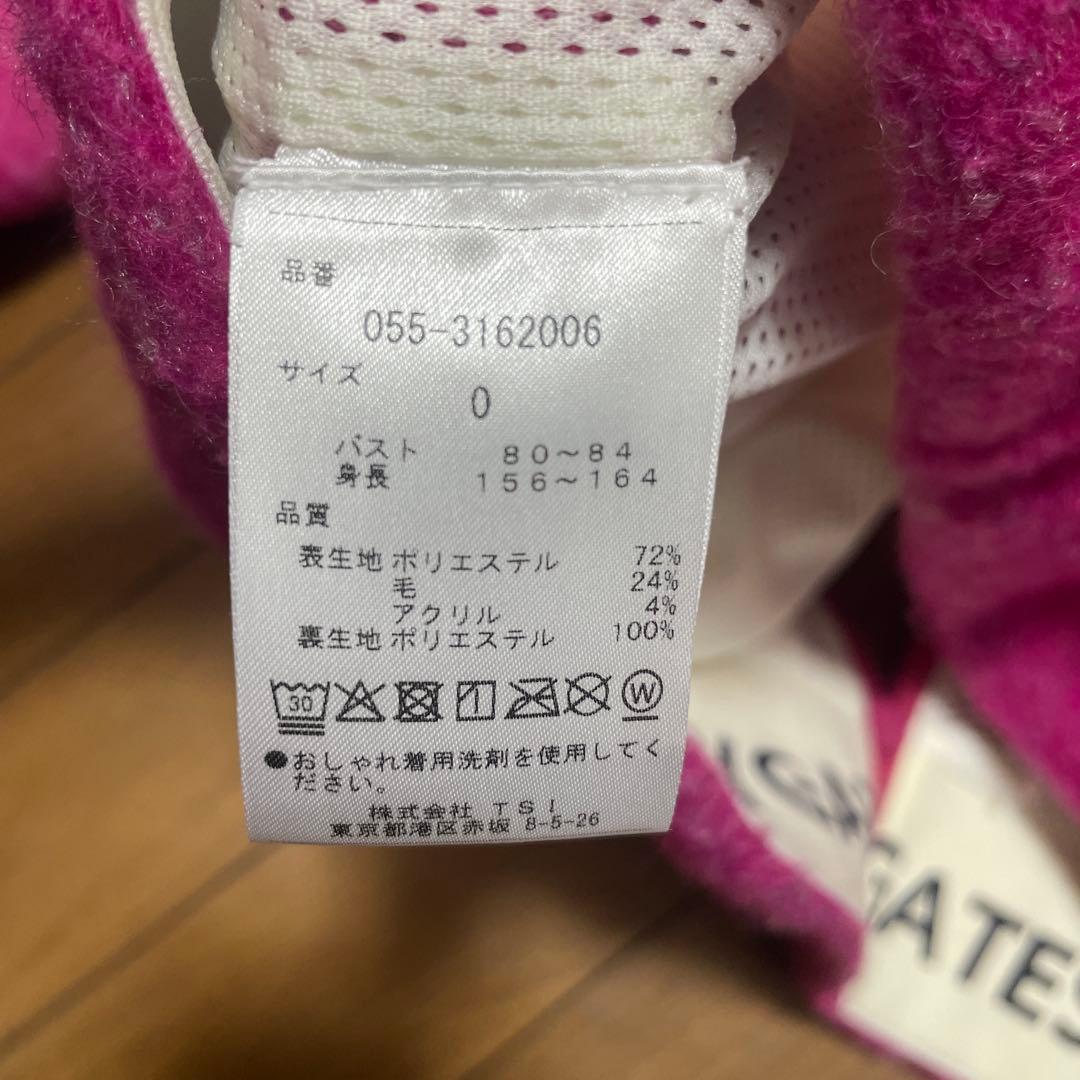 品番
055-3162006
サイズ
0
バスト 80～84
身長 156～164
品質
表生地 ポリエステル 72%
毛 24%
アクリル 4%
裏生地 ポリエステル 100%
30
W
●おしゃれ着用洗剤を使用してく
ださい。
株式会社 TSI
東京都港区赤坂 8-5-26
GATES